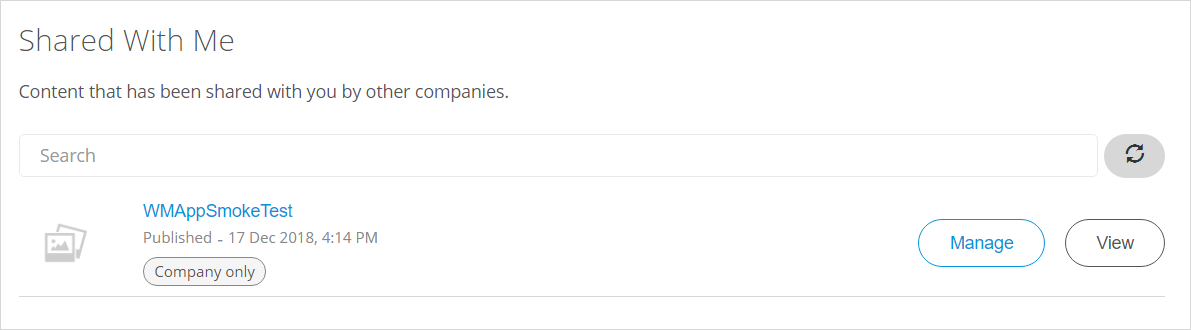 Shared With Me
Content that has been shared with you by other companies.
Search
WMAppSmokeTest
Published - 17 Dec 2018, 4:14 PM
Company only
Manage
View